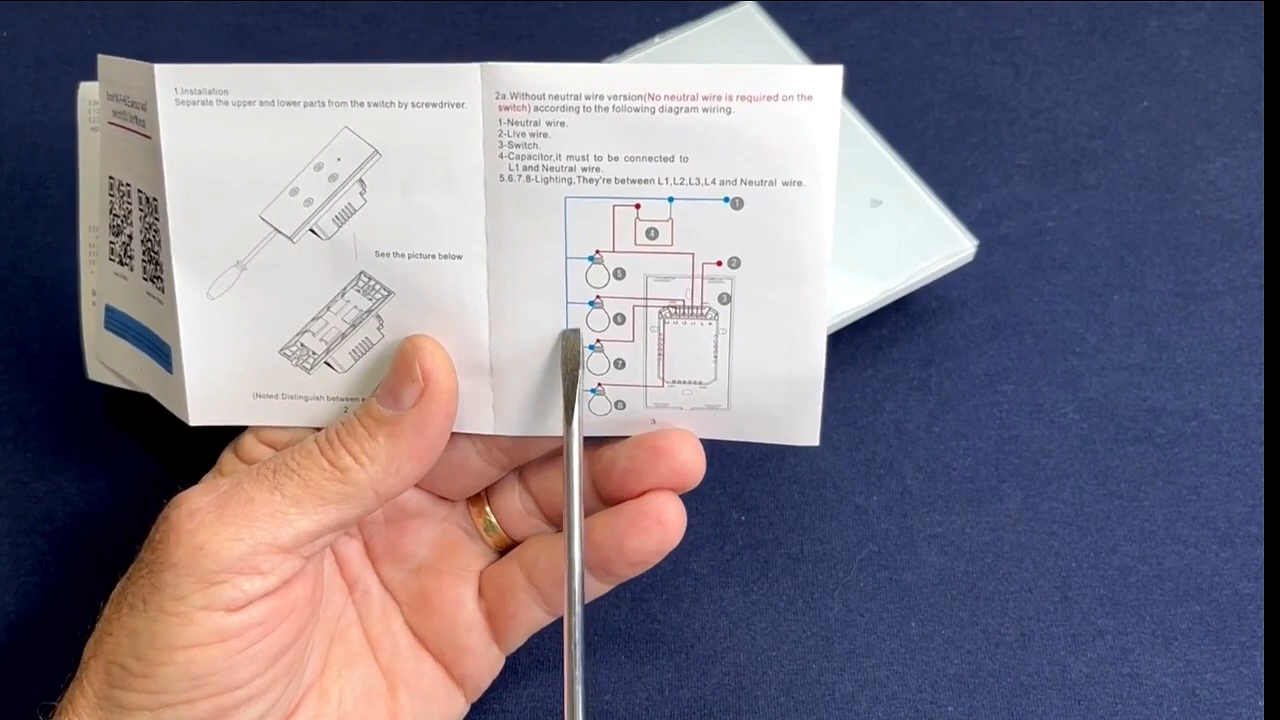 1.Installation
Separate the upper and lower parts from the switch by screwdriver.
See the picture below
(Noted:Distinguish between
2
2a.Without neutral wire version(No neutral wire is required on the
switch) according to the following diagram wiring.
1-Neutral wire.
2-Live wire.
3-Switch.
4-Capacitor,it must to be connected to
L1 and Neutral wire.
5.6.7.8-Lighting,They're between L1,L2,L3,L4 and Neutral wire.
1
4
2
5
3
6
7
8
3